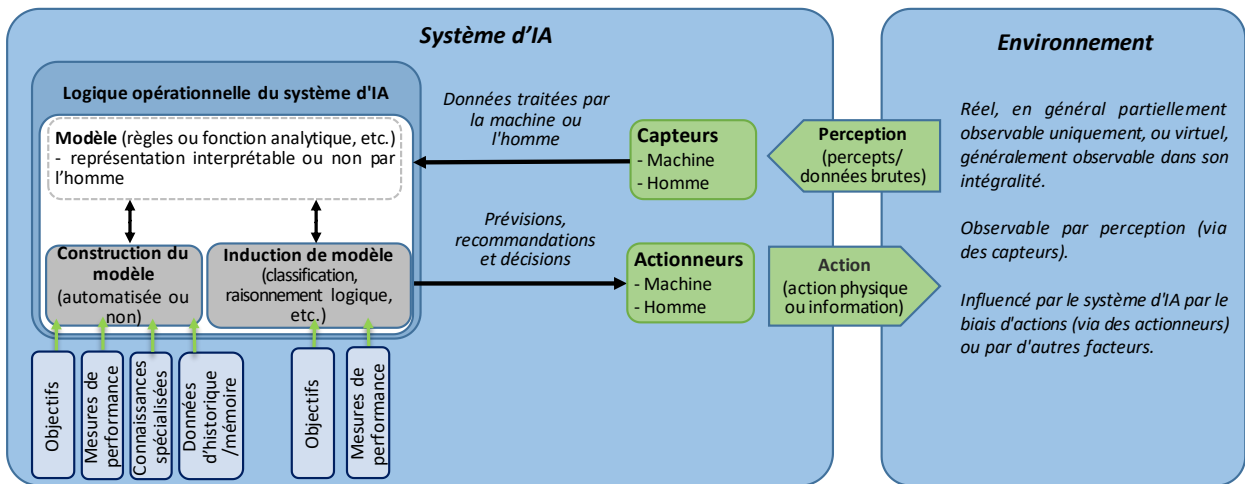 Système d’IA
Logique opérationnelle du système d'IA
Modèle (règles ou fonction analytique, etc.)
- représentation interprétable ou non par
l’homme
Construction du
modèle
(automatisée ou
non)
Induction de modèle
(classification,
raisonnement logique,
etc.)
Objectifs
Mesures de
performance
Connaissances
spécialisées
Données
d’historique
/mémoire
Objectifs
Mesures de
performance
Données traitées par
la machine ou
l'homme
Prévisions,
recommandations
et décisions
Capteurs
- Machine
- Homme
Actionneurs
- Machine
- Homme
Perception
(percepts/
données brutes)
Action
(action physique
ou information)
Environnement
Réel, en général partiellement
observable uniquement, ou virtuel,
généralement observable dans son
intégralité.
Observable par perception (via
des capteurs).
Influencé par le système d'IA par le
biais d'actions (via des actionneurs)
ou par d'autres facteurs.